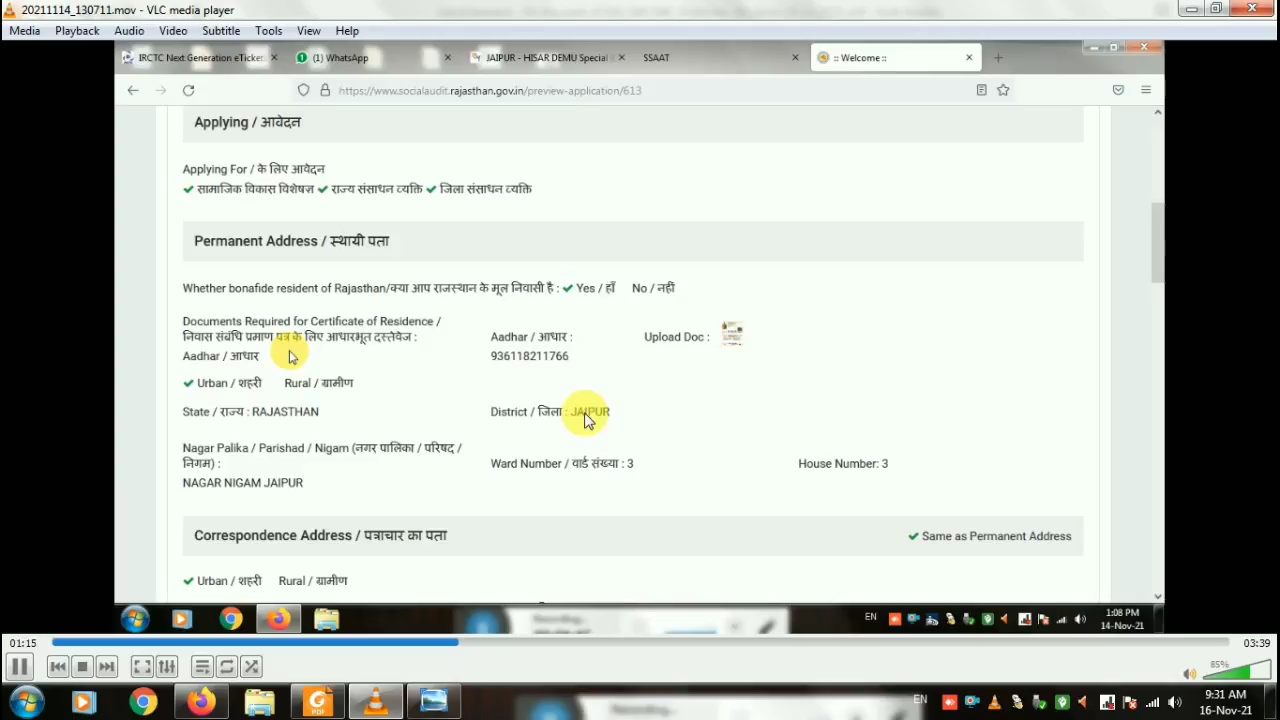 20211114_130711.mov - VLC media player
Media Playback Audio Video Subtitle Tools View Help
IRCTC Next Generation eTicket
(1) WhatsApp
JAIPUR - HISAR DEMU Special
SSAAT
:: Welcome ::
https://www.socialaudit.rajasthan.gov.in/preview-application/613
Applying / आवेदन
Applying For / के लिए आवेदन
सामाजिक विकास विशेषज्ञ राज्य संसाधन व्यक्ति जिला संसाधन व्यक्ति
Permanent Address / स्थायी पता
Whether bonafide resident of Rajasthan/क्या आप राजस्थान के मूल निवासी है : Yes / हाँ No / नहीं
Documents Required for Certificate of Residence /
निवास संबंधि प्रमाण पत्र के लिए आधारभूत दस्तेवेज :
Aadhar / आधार
Aadhar / आधार :
936118211766
Upload Doc :
Urban / शहरी Rural / ग्रामीण
State / राज्य : RAJASTHAN
District / जिला : JAIPUR
Nagar Palika / Parishad / Nigam (नगर पालिका / परिषद /
निगम) :
NAGAR NIGAM JAIPUR
Ward Number / वार्ड संख्या : 3
House Number: 3
Correspondence Address / पत्राचार का पता
Same as Permanent Address
Urban / शहरी Rural / ग्रामीण
EN
1:08 PM
14-Nov-21
01:15
03:39
85%
EN
9:31 AM
16-Nov-21